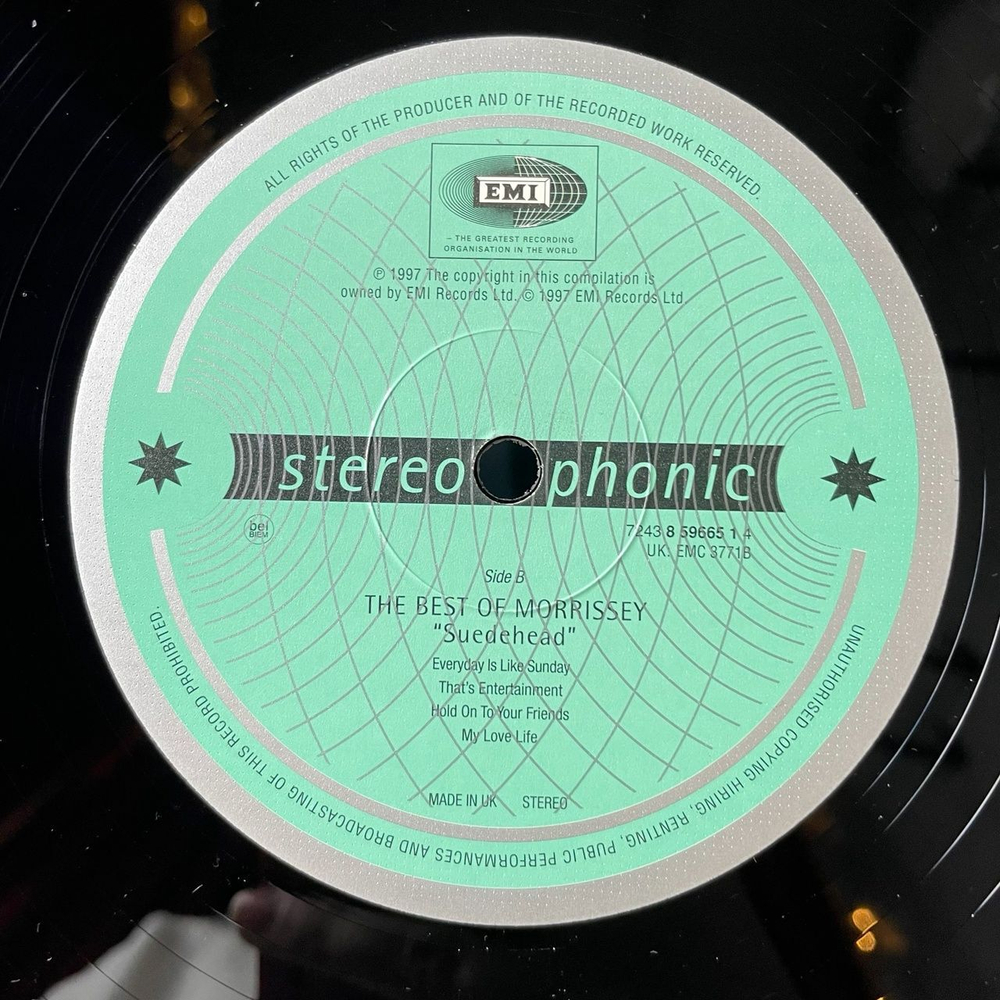 ALL RIGHTS OF THE PRODUCER AND OF THE RECORDED WORK RESERVED.
EMI
– THE GREATEST RECORDING
ORGANISATION IN THE WORLD
℗ 1997 The copyright in this compilation is
owned by EMI Records Ltd. © 1997 EMI Records Ltd
stereo phonic
bel
BIEM
7243 8 59665 1 4
UK: EMC 3771B
Side B
THE BEST OF MORRISSEY
"Suedehead"
Everyday Is Like Sunday
That's Entertainment
Hold On To Your Friends
My Love Life
MADE IN UK STEREO
UNAUTHORISED COPYING HIRING, RENTING, PUBLIC PERFORMANCES AND BROADCASTING OF THIS RECORD PROHIBITED.